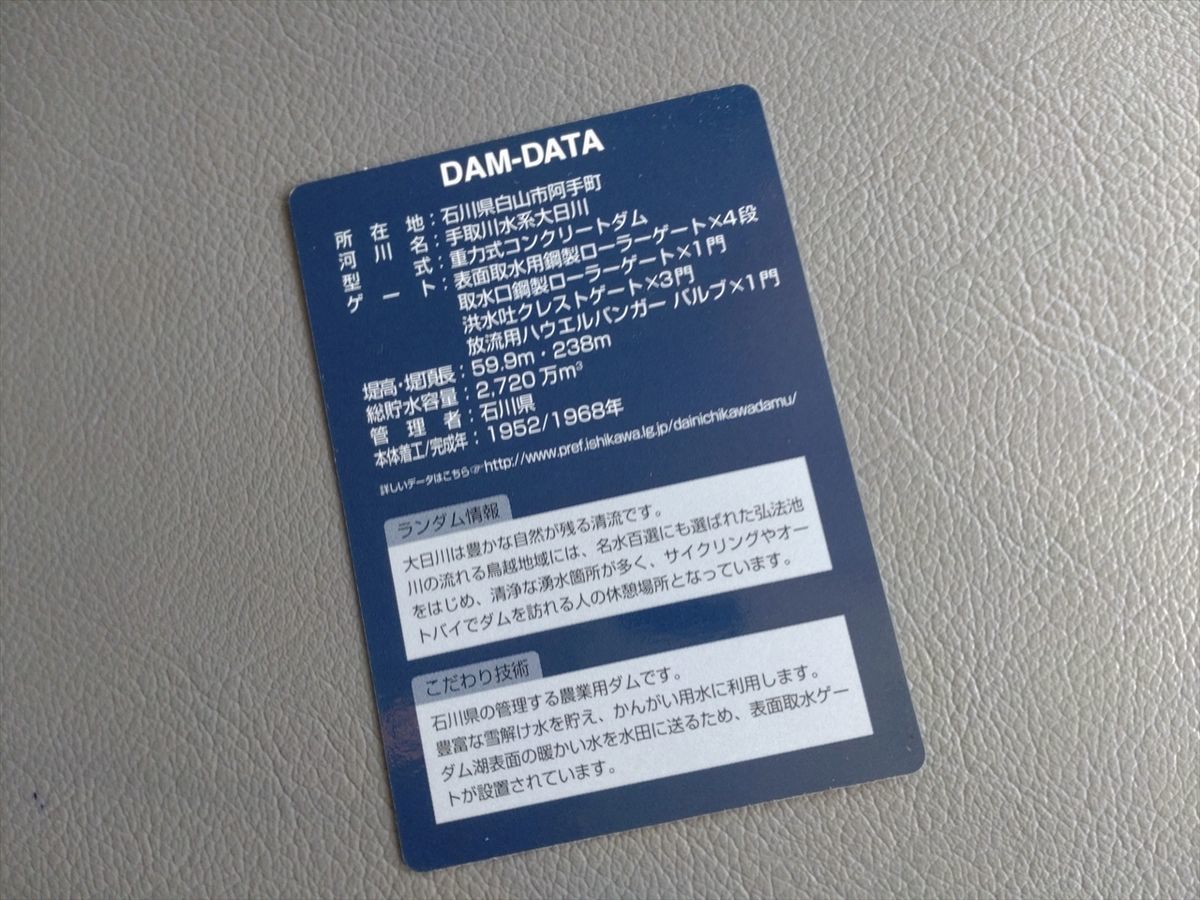 DAM-DATA
所在地：石川県白山市阿手町
河川名：手取川水系大日川
型式：重力式コンクリートダム
ゲート：表面取水用鋼製ローラーゲート×4段
取水口鋼製ローラーゲート×1門
洪水吐クレストゲート×3門
放流用ハウエルバンガー バルブ×1門
堤高・堤頂長：59.9m・238m
総貯水容量：2,720万m³
管理者：石川県
本体着工/完成年：1952/1968年
詳しいデータはこちら☞http://www.pref.ishikawa.lg.jp/dainichikawadamu/
ランダム情報
大日川は豊かな自然が残る清流です。
川の流れる鳥越地域には、名水百選にも選ばれた弘法池
をはじめ、清浄な湧水箇所が多く、サイクリングやオー
トバイでダムを訪れる人の休憩場所となっています。
こだわり技術
石川県の管理する農業用ダムです。
豊富な雪解け水を貯え、かんがい用水に利用します。
ダム湖表面の暖かい水を水田に送るため、表面取水ゲー
トが設置されています。